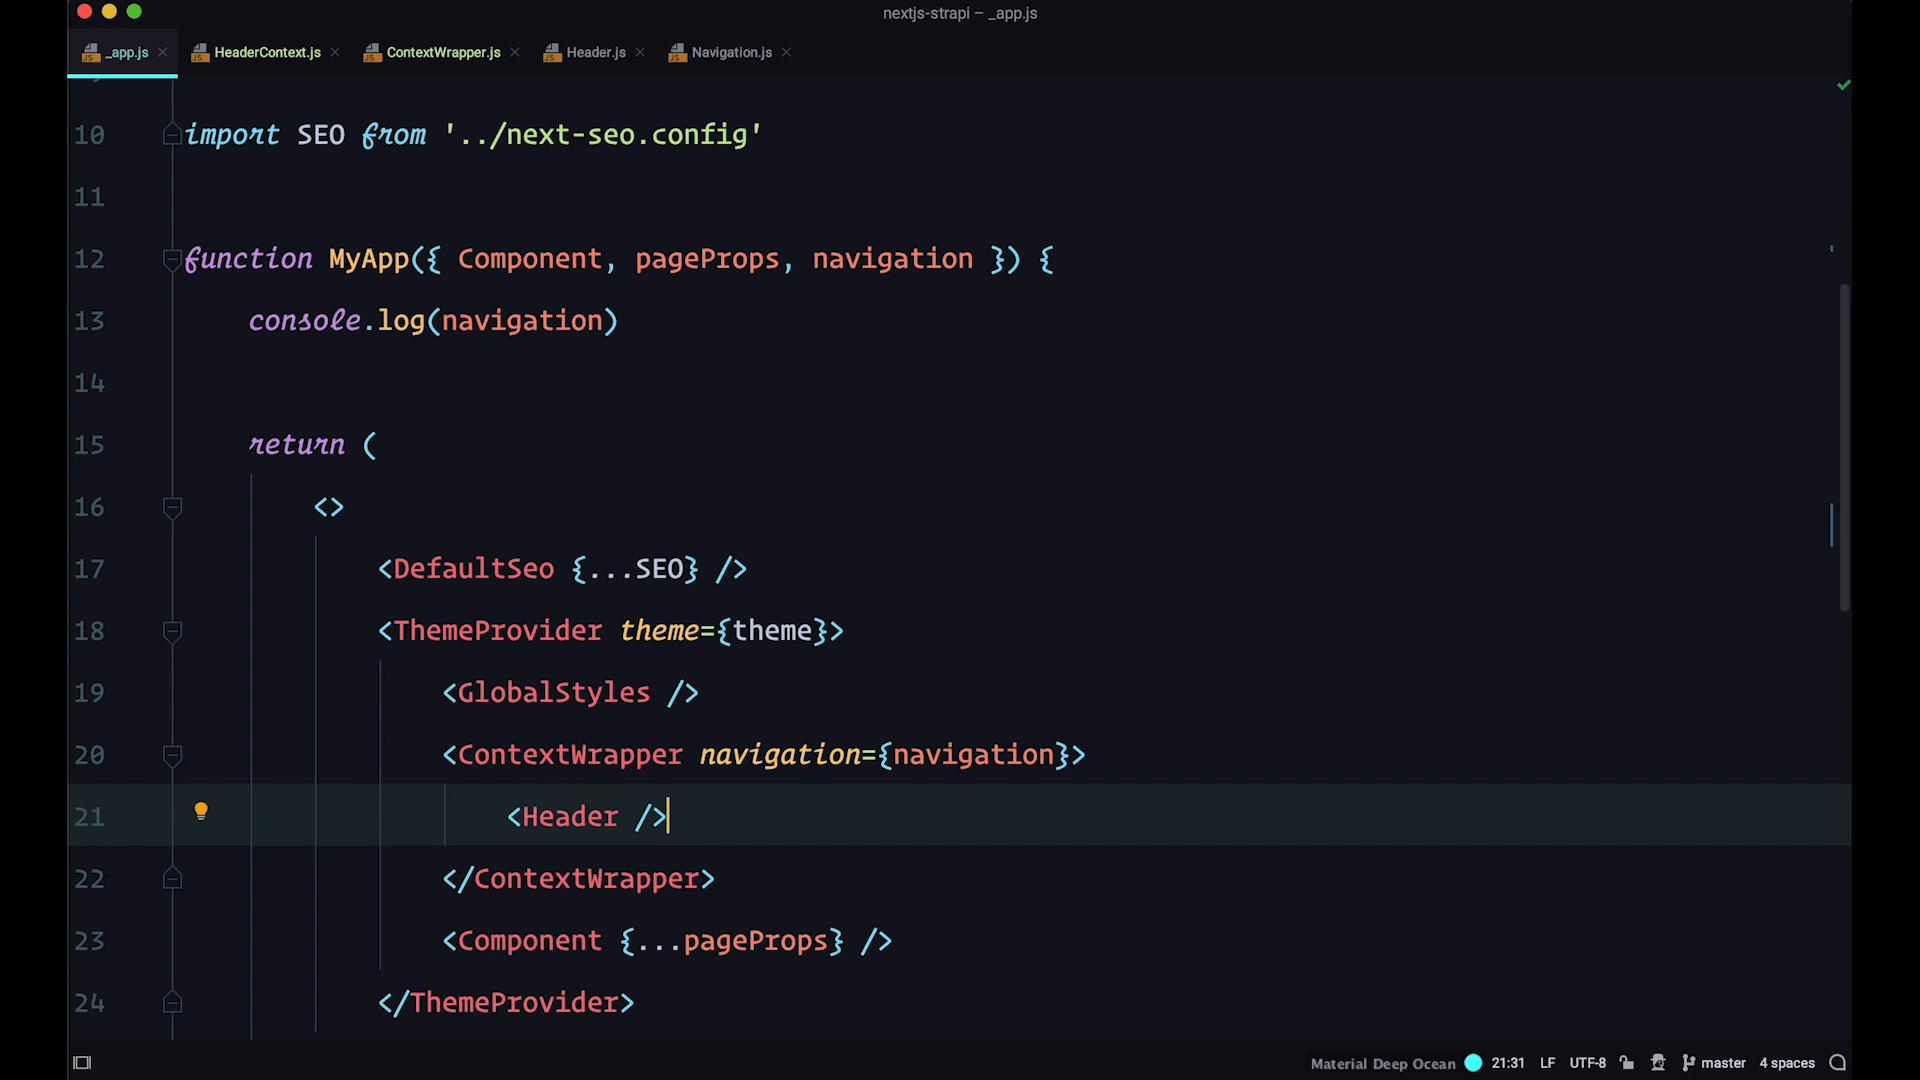 nextjs-strapi – _app.js
_app.js HeaderContext.js ContextWrapper.js Header.js Navigation.js
10 import SEO from '../next-seo.config'
11
12 function MyApp({ Component, pageProps, navigation }) {
13 console.log(navigation)
14
15 return (
16 <>
17 <DefaultSeo {...SEO} />
18 <ThemeProvider theme={theme}>
19 <GlobalStyles />
20 <ContextWrapper navigation={navigation}>
21 <Header />
22 </ContextWrapper>
23 <Component {...pageProps} />
24 </ThemeProvider>
Material Deep Ocean 21:31 LF UTF-8 master 4 spaces